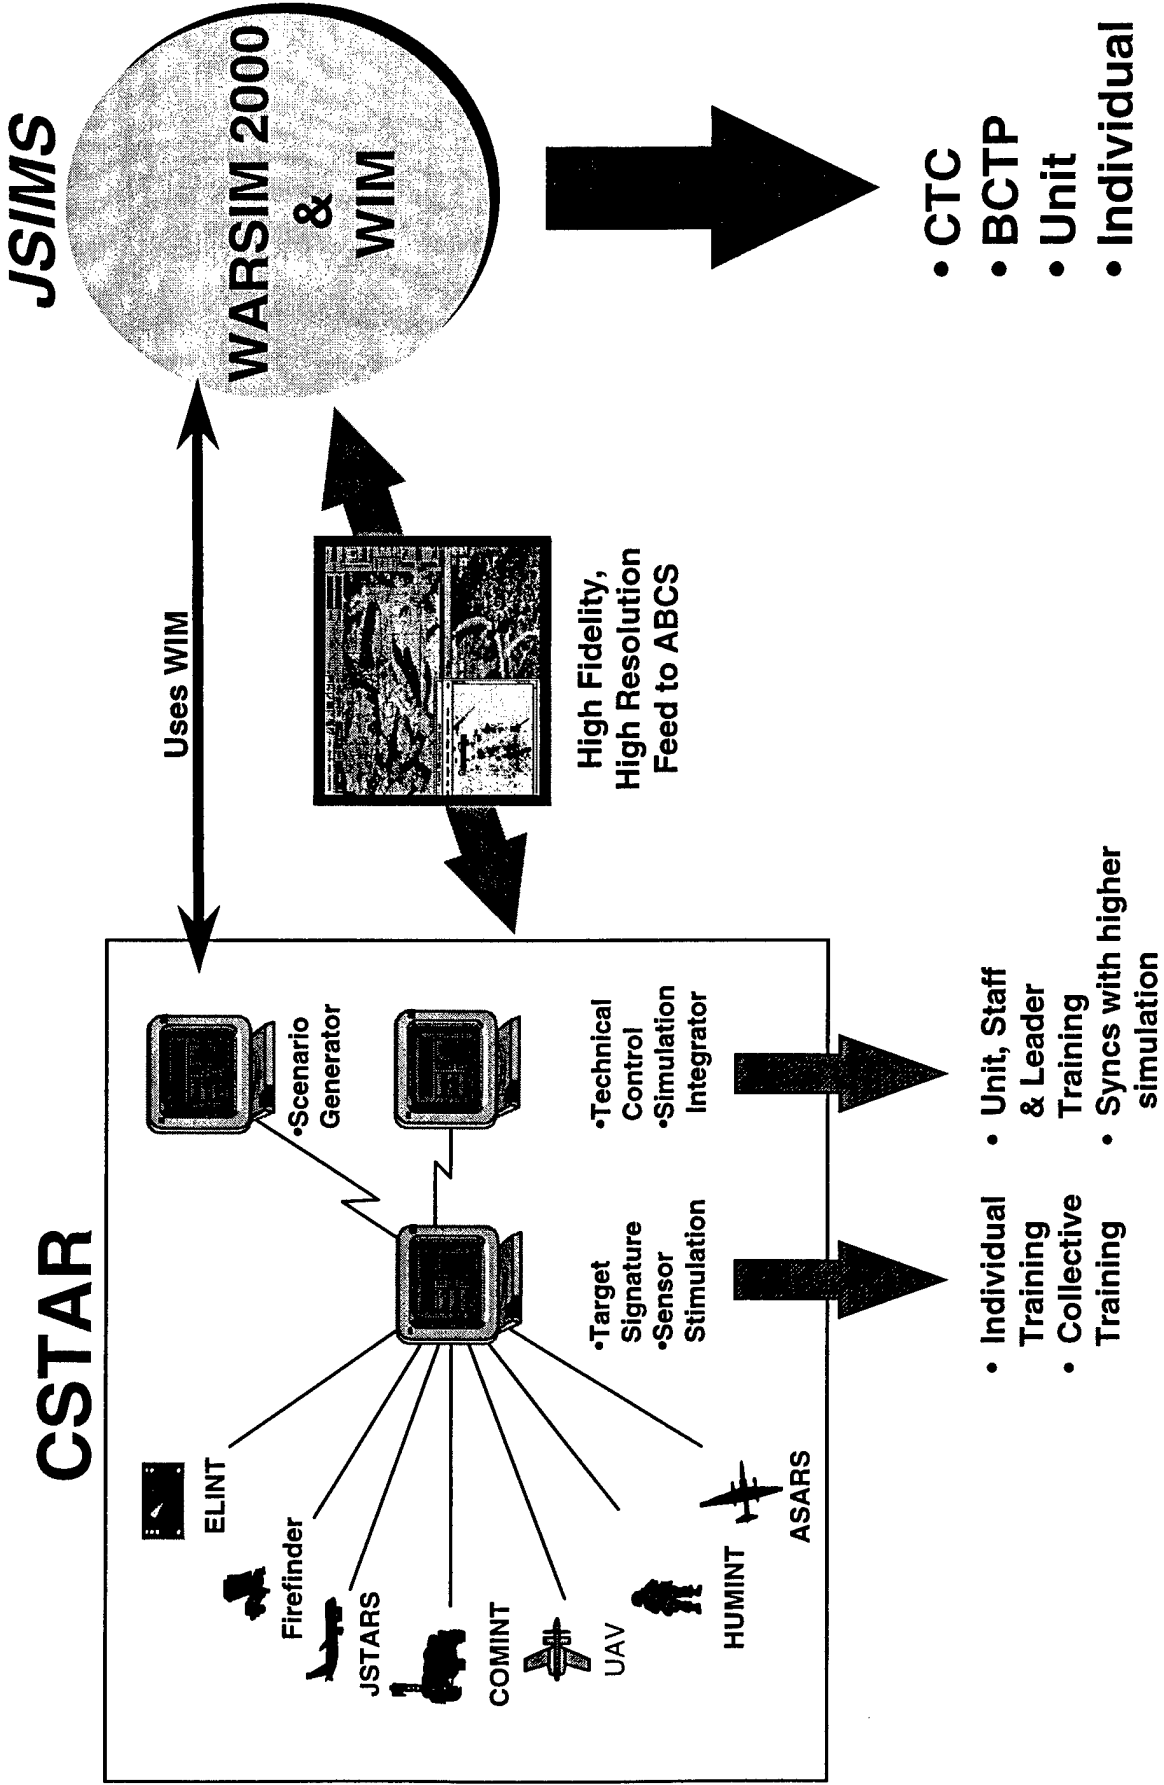 CSTAR
JSIMS
ELINT
Firefinder
JSTARS
COMINT
UAV
HUMINT
ASARS
•Scenario
Generator
•Target
Signature
•Sensor
Stimulation
•Technical
Control
•Simulation
Integrator
Uses WIM
High Fidelity,
High Resolution
Feed to ABCS
WARSIM 2000
&
WIM
• Individual
Training
• Collective
Training
• Unit, Staff
& Leader
Training
• Syncs with higher
simulation
• CTC
• BCTP
• Unit
• Individual